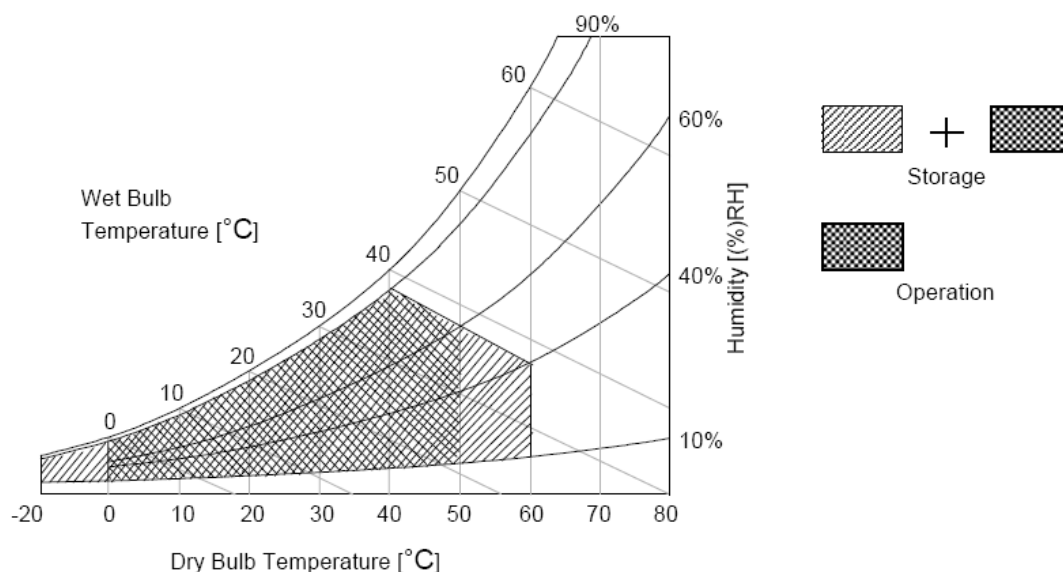 90%
60
60%
50
Wet Bulb
Temperature [°C]
Storage
40
40%
30
Humidity [(%)RH]
Operation
20
10
0
10%
-20 0 10 20 30 40 50 60 70 80
Dry Bulb Temperature [°C]